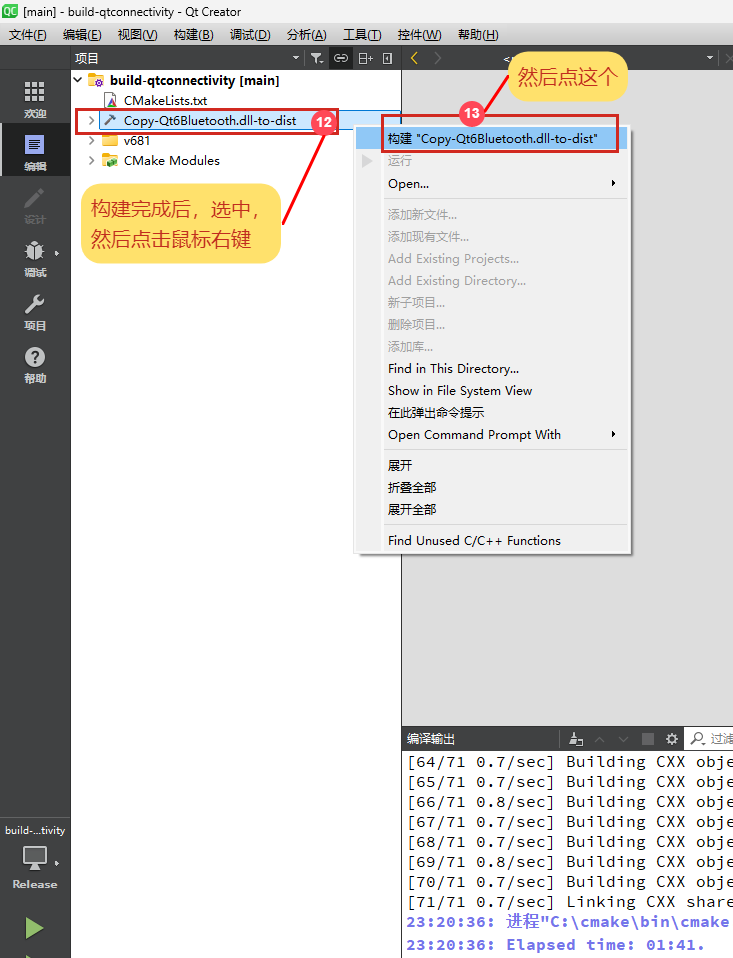 QC [main] - build-qtconnectivity - Qt Creator
文件(F) 编辑(E) 视图(V) 构建(B) 调试(D) 分析(A) 工具(T) 控件(W) 帮助(H)
项目
然后点这个
build-qtconnectivity [main]
CMakeLists.txt
Copy-Qt6Bluetooth.dll-to-dist
12
13
v681
CMake Modules
构建完成后，选中，
然后点击鼠标右键
欢迎
编辑
设计
调试
项目
帮助
构建 "Copy-Qt6Bluetooth.dll-to-dist"
运行
Open...
添加新文件...
添加现有文件...
Add Existing Projects...
Add Existing Directory...
新子项目...
删除项目...
添加库...
Find in This Directory...
Show in File System View
在此弹出命令提示
Open Command Prompt With
展开
折叠全部
展开全部
Find Unused C/C++ Functions
编译输出
过滤
[64/71 0.7/sec] Building CXX obje
[65/71 0.7/sec] Building CXX obje
[66/71 0.8/sec] Building CXX obje
[67/71 0.7/sec] Building CXX obje
[68/71 0.7/sec] Building CXX obje
[69/71 0.8/sec] Building CXX obje
[70/71 0.7/sec] Building CXX obje
[71/71 0.7/sec] Linking CXX share
23:20:36: 进程"C:\cmake\bin\cmake
23:20:36: Elapsed time: 01:41.
build-...tivity
Release